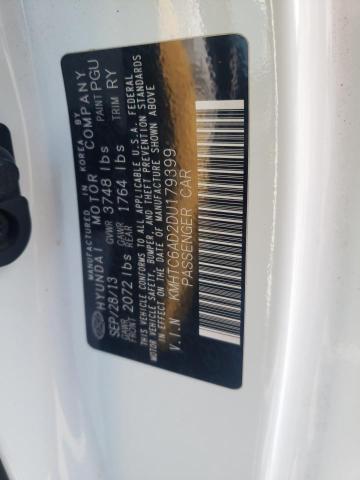 MANUFACTURED IN KOREA BY
HYUNDAI MOTOR COMPANY
SEP/28/13 GVWR 3748 lbs PAINT PGU
GAWR FRONT 2072 lbs GAWR REAR 1764 lbs TRIM RY
THIS VEHICLE CONFORMS TO ALL APPLICABLE U.S.A. FEDERAL
MOTOR VEHICLE SAFETY, BUMPER, AND THEFT PREVENTION STANDARDS
IN EFFECT ON THE DATE OF MANUFACTURE SHOWN ABOVE
V.I.N KMHTC6AD2DU179399
PASSENGER CAR